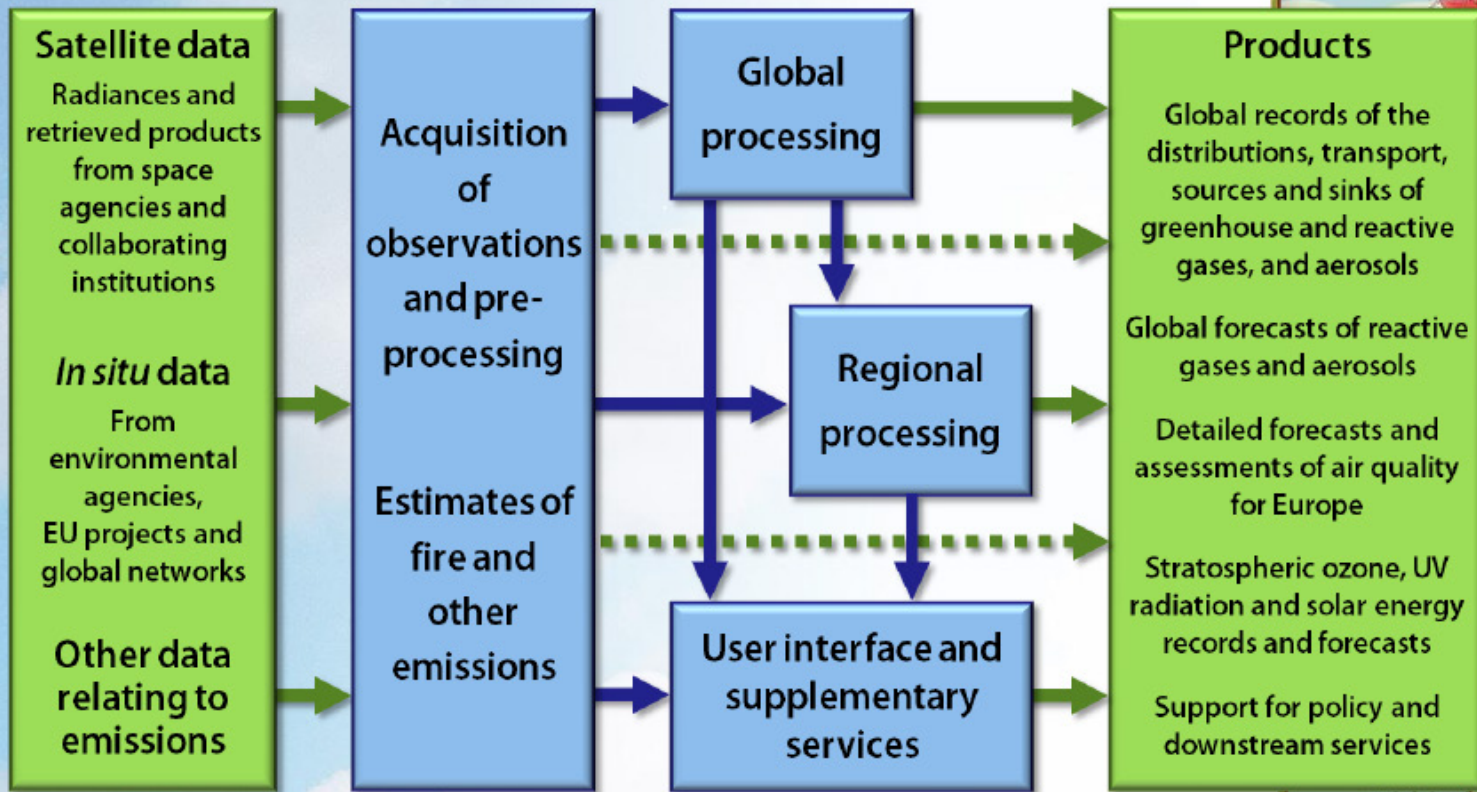 Satellite data
Radiances and
retrieved products
from space
agencies and
collaborating
institutions
In situ data
From
environmental
agencies,
EU projects and
global networks
Other data
relating to
emissions
Acquisition
of
observations
and pre-
processing
Estimates of
fire and
other
emissions
Global
processing
Regional
processing
User interface and
supplementary
services
Products
Global records of the
distributions, transport,
sources and sinks of
greenhouse and reactive
gases, and aerosols
Global forecasts of reactive
gases and aerosols
Detailed forecasts and
assessments of air quality
for Europe
Stratospheric ozone, UV
radiation and solar energy
records and forecasts
Support for policy and
downstream services